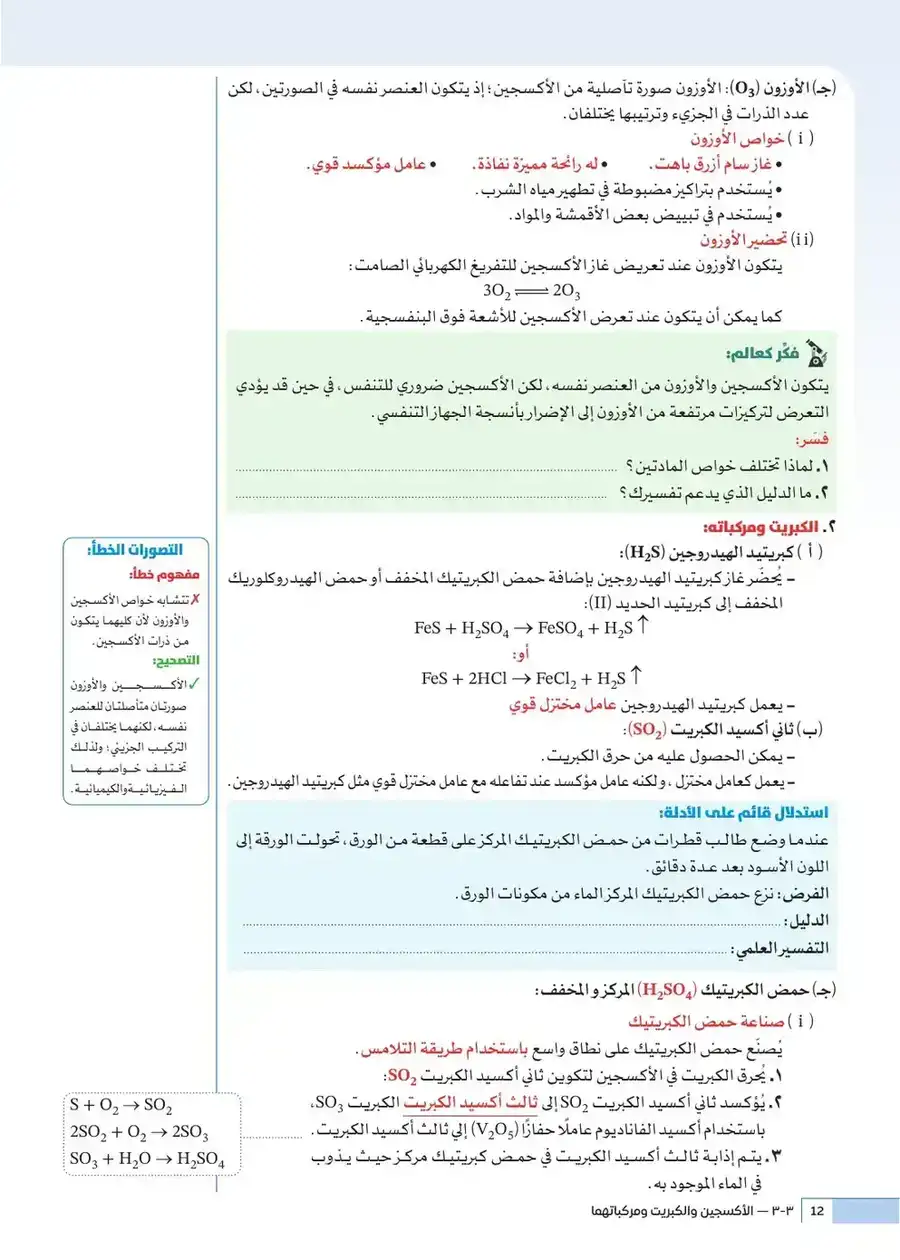 (جـ) الأوزون (O₃): الأوزون صورة تآصلية من الأكسجين؛ إذ يتكون العنصر نفسه في الصورتين، لكن
عدد الذرات في الجزيء وترتيبها يختلفان.
( i ) خواص الأوزون
• غاز سام أزرق باهت. • له رائحة مميزة نفاذة. • عامل مؤكسد قوي.
• يُستخدم بتراكيز مضبوطة في تطهير مياه الشرب.
• يُستخدم في تبييض بعض الأقمشة والمواد.
(ii) تحضير الأوزون
يتكون الأوزون عند تعريض غاز الأكسجين للتفريغ الكهربائي الصامت:
3O₂ ⇌ 2O₃
كما يمكن أن يتكون عند تعرض الأكسجين للأشعة فوق البنفسجية.
فكِّر كعالم:
يتكون الأكسجين والأوزون من العنصر نفسه، لكن الأكسجين ضروري للتنفس، في حين قد يؤدي
التعرض لتركيزات مرتفعة من الأوزون إلى الإضرار بأنسجة الجهاز التنفسي.
فسَر:
١. لماذا تختلف خواص المادتين؟ ........................
٢. ما الدليل الذي يدعم تفسيرك؟ ........................
٢. الكبريت ومركباته:
( أ ) كبريتيد الهيدروجين (H₂S):
– يُحضّر غاز كبريتيد الهيدروجين بإضافة حمض الكبريتيك المخفف أو حمض الهيدروكلوريك
المخفف إلى كبريتيد الحديد (II):
FeS + H₂SO₄ → FeSO₄ + H₂S ↑
أو:
FeS + 2HCl → FeCl₂ + H₂S ↑
– يعمل كبريتيد الهيدروجين عامل مختزل قوي
(ب) ثاني أكسيد الكبريت (SO₂):
– يمكن الحصول عليه من حرق الكبريت.
– يعمل كعامل مختزل، ولكنه عامل مؤكسد عند تفاعله مع عامل مختزل قوي مثل كبريتيد الهيدروجين.
التصورات الخطأ:
مفهوم خطأ:
✗ تتشابه خواص الأكسجين
والأوزون لأن كليهما يتكون
من ذرات الأكسجين.
التصحيح:
✓ الأكسجين والأوزون
صورتان متآصلتان للعنصر
نفسه، لكنهما يختلفان في
التركيب الجزيئي؛ ولذلك
تختلف خواصهما
الفيزيائية والكيميائية.
استدلال قائم على الأدلة:
عندما وضع طالب قطرات من حمض الكبريتيك المركز على قطعة من الورق، تحولت الورقة إلى
اللون الأسود بعد عدة دقائق.
الفرض: نزع حمض الكبريتيك المركز الماء من مكونات الورق.
الدليل: ........................
التفسير العلمي: ........................
(جـ) حمض الكبريتيك (H₂SO₄) المركز والمخفف:
( i ) صناعة حمض الكبريتيك
يُصنّع حمض الكبريتيك على نطاق واسع باستخدام طريقة التلامس.
١. يُحرق الكبريت في الأكسجين لتكوين ثاني أكسيد الكبريت SO₂:
٢. يُؤكسد ثاني أكسيد الكبريت SO₂ إلى ثالث أكسيد الكبريت الكبريت SO₃،
باستخدام أكسيد الفاناديوم عاملًا حفازًا (V₂O₅) إلي ثالث أكسيد الكبريت. ............
٣. يتم إذابة ثالث أكسيد الكبريت في حمض كبريتيك مركز حيث يذوب
في الماء الموجود به.
S + O₂ → SO₂
2SO₂ + O₂ → 2SO₃
SO₃ + H₂O → H₂SO₄
12 ٣-٣ — الأكسجين والكبريت ومركباتهما